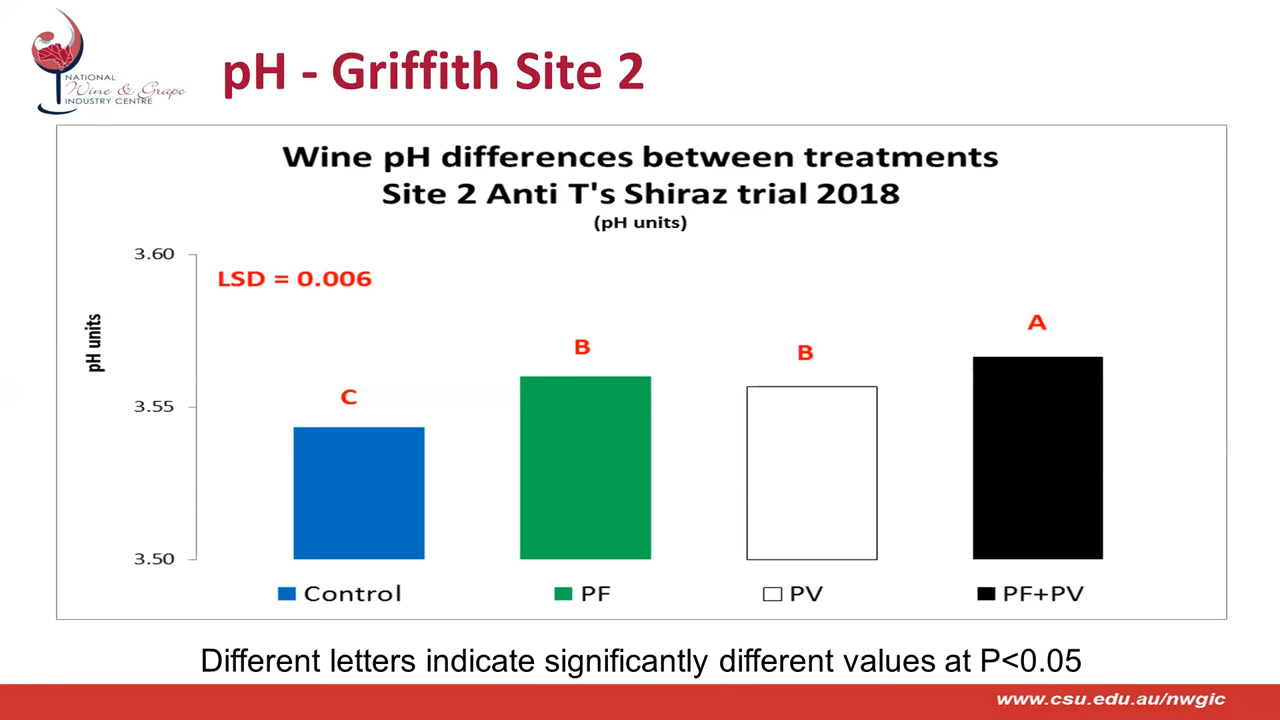 NATIONAL
Wine & Grape
INDUSTRY CENTRE
pH - Griffith Site 2
Wine pH differences between treatments
Site 2 Anti T's Shiraz trial 2018
(pH units)
3.60
LSD = 0.006
pH units
A
B
B
C
3.55
3.50
Control
PF
PV
PF+PV
Different letters indicate significantly different values at P<0.05
www.csu.edu.au/nwgic